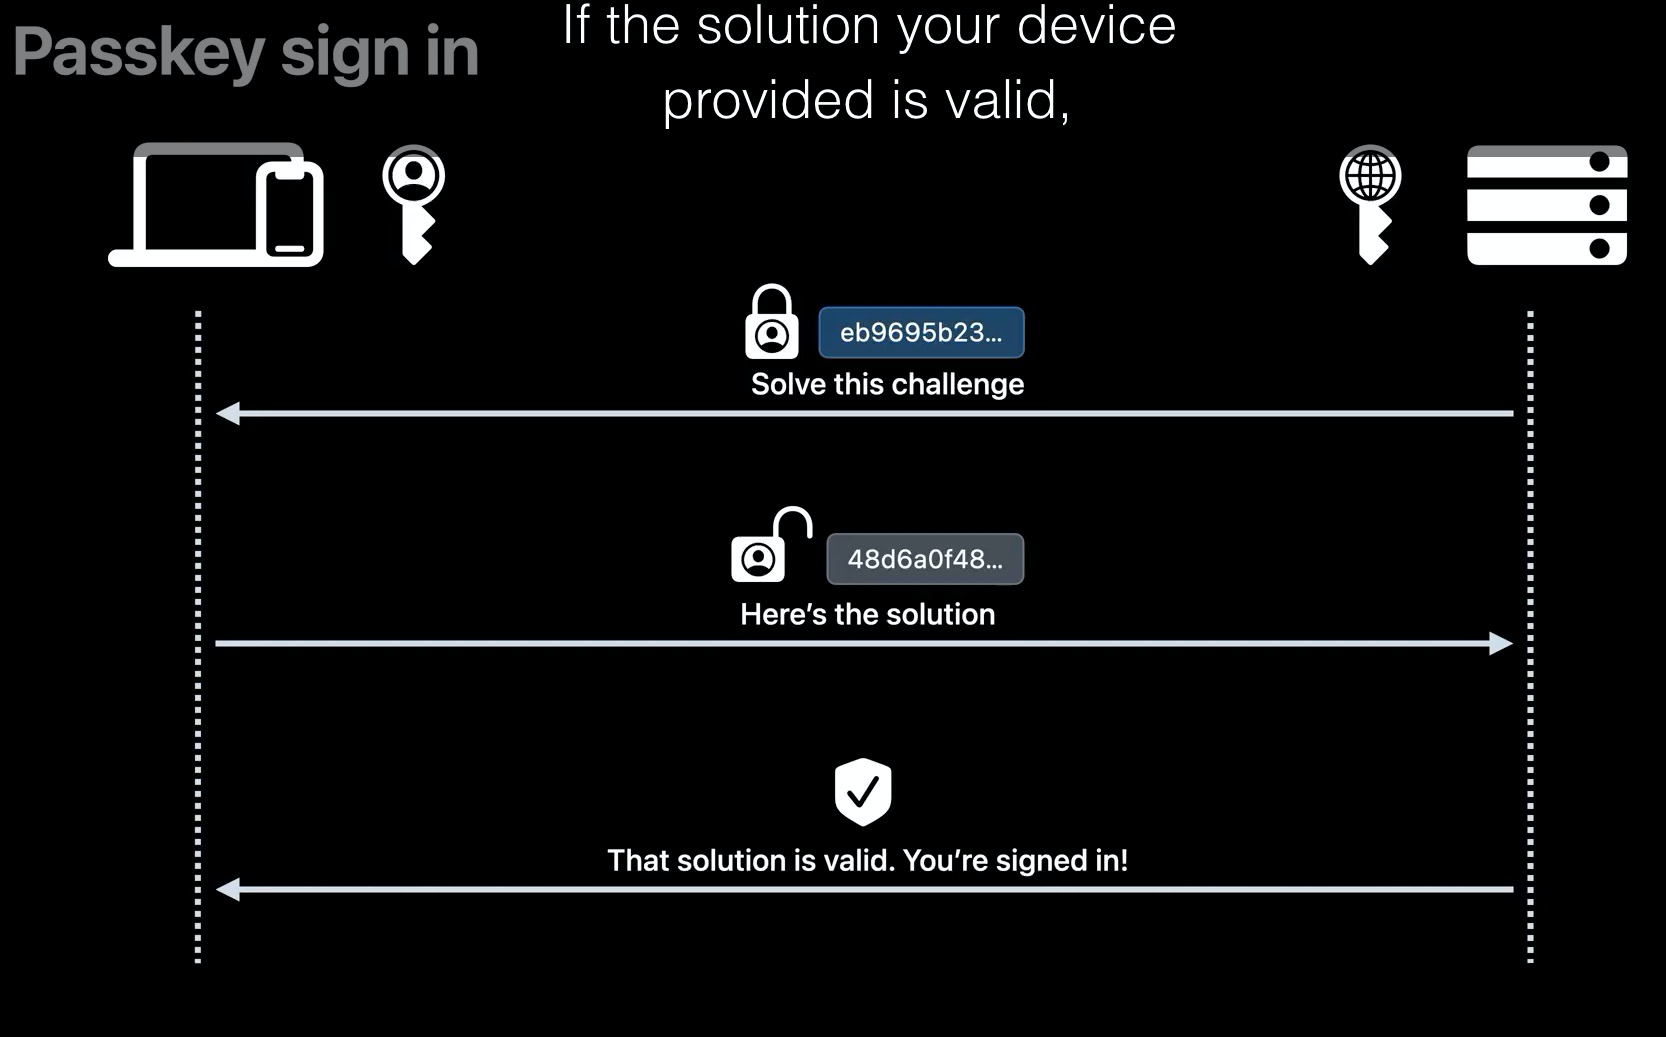 Passkey sign in
If the solution your device
provided is valid,
eb9695b23...
Solve this challenge
48d6a0f48...
Here’s the solution
That solution is valid. You’re signed in!